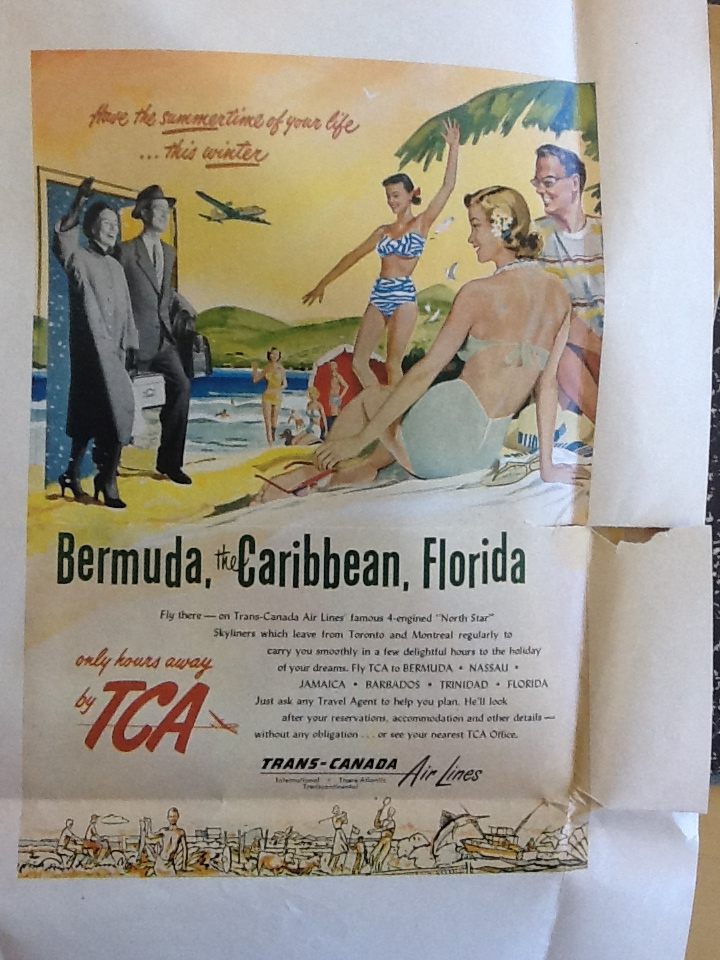 Have the summertime of your life
... this winter
Bermuda, the Caribbean, Florida
Fly there — on Trans-Canada Air Lines' famous 4-engined "North Star"
Skyliners which leave from Toronto and Montreal regularly to
carry you smoothly in a few delightful hours to the holiday
of your dreams. Fly TCA to BERMUDA • NASSAU •
JAMAICA • BARBADOS • TRINIDAD • FLORIDA
Just ask any Travel Agent to help you plan. He'll look
after your reservations, accommodation and other details —
without any obligation ... or see your nearest TCA Office.
only hours away
by TCA
TRANS-CANADA Air Lines
International • Trans-Atlantic
Transcontinental